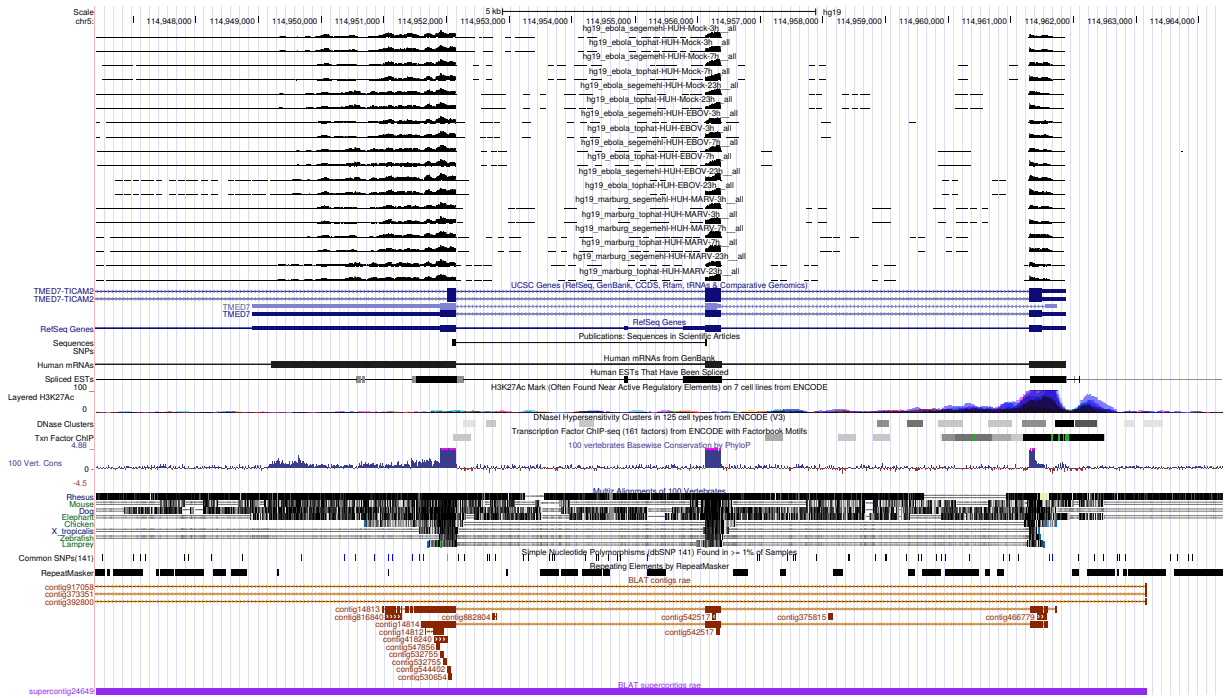 Scale 5 kb hg19
chr5: 114,948,000 114,949,000 114,950,000 114,951,000 114,952,000 114,953,000 114,954,000 114,955,000 114,956,000 114,957,000 114,958,000 114,959,000 114,960,000 114,961,000 114,962,000 114,963,000 114,964,000
hg19_ebola_segemehl-HUH-Mock-3h__all
hg19_ebola_tophat-HUH-Mock-3h__all
hg19_ebola_segemehl-HUH-Mock-7h__all
hg19_ebola_tophat-HUH-Mock-7h__all
hg19_ebola_segemehl-HUH-Mock-23h__all
hg19_ebola_tophat-HUH-Mock-23h__all
hg19_ebola_segemehl-HUH-EBOV-3h__all
hg19_ebola_tophat-HUH-EBOV-3h__all
hg19_ebola_segemehl-HUH-EBOV-7h__all
hg19_ebola_tophat-HUH-EBOV-7h__all
hg19_ebola_segemehl-HUH-EBOV-23h__all
hg19_ebola_tophat-HUH-EBOV-23h__all
hg19_marburg_segemehl-HUH-MARV-3h__all
hg19_marburg_tophat-HUH-MARV-3h__all
hg19_marburg_segemehl-HUH-MARV-7h__all
hg19_marburg_tophat-HUH-MARV-7h__all
hg19_marburg_segemehl-HUH-MARV-23h__all
hg19_marburg_tophat-HUH-MARV-23h__all
UCSC Genes (RefSeq, GenBank, CCDS, Rfam, tRNAs & Comparative Genomics)
TMED7-TICAM2
TMED7-TICAM2
TMED7
TMED7
RefSeq Genes
RefSeq Genes
Publications: Sequences in Scientific Articles
Sequences
SNPs
Human mRNAs from GenBank
Human mRNAs
Human ESTs That Have Been Spliced
Spliced ESTs
H3K27Ac Mark (Often Found Near Active Regulatory Elements) on 7 cell lines from ENCODE
100
Layered H3K27Ac
0
DNaseI Hypersensitivity Clusters in 125 cell types from ENCODE (V3)
DNase Clusters
Transcription Factor ChIP-seq (161 factors) from ENCODE with Factorbook Motifs
Txn Factor ChIP
100 vertebrates Basewise Conservation by PhyloP
4.88
100 Vert. Cons
0
-4.5
Multiz Alignments of 100 Vertebrates
Rhesus
Mouse
Dog
Elephant
Chicken
X_tropicalis
Zebrafish
Lamprey
Simple Nucleotide Polymorphisms (dbSNP 141) Found in >= 1% of Samples
Common SNPs(141)
Repeating Elements by RepeatMasker
RepeatMasker
BLAT contigs rae
contig917058
contig373351
contig392800
contig14813
contig816840 contig882804 contig542517 contig375815 contig466779
contig14814
contig14812 contig542517
contig418240
contig547856
contig532755
contig532755
contig544402
contig530654
BLAT supercontigs rae
supercontig24649